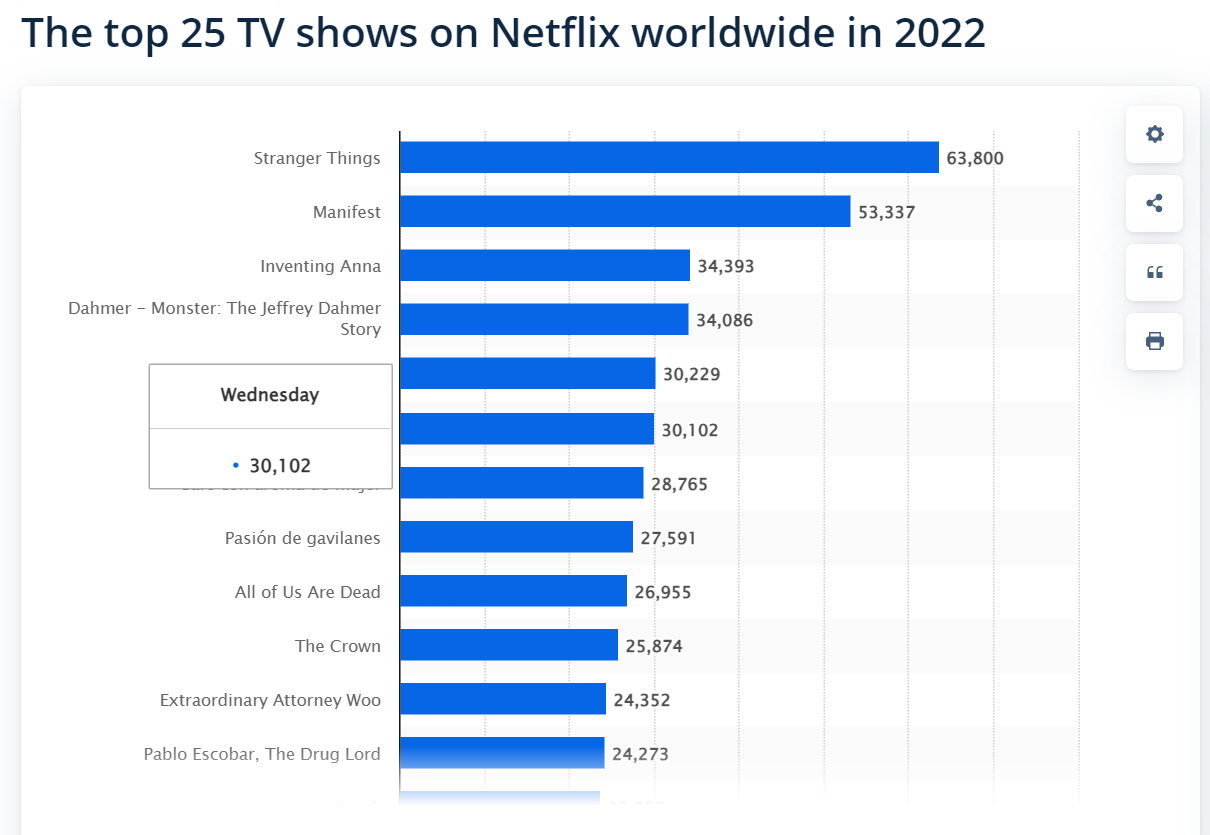 The top 25 TV shows on Netflix worldwide in 2022
Stranger Things
63,800
Manifest
53,337
Inventing Anna
34,393
Dahmer – Monster: The Jeffrey Dahmer
Story
34,086
30,229
Wednesday
30,102
30,102
28,765
Pasión de gavilanes
27,591
All of Us Are Dead
26,955
The Crown
25,874
Extraordinary Attorney Woo
24,352
Pablo Escobar, The Drug Lord
24,273